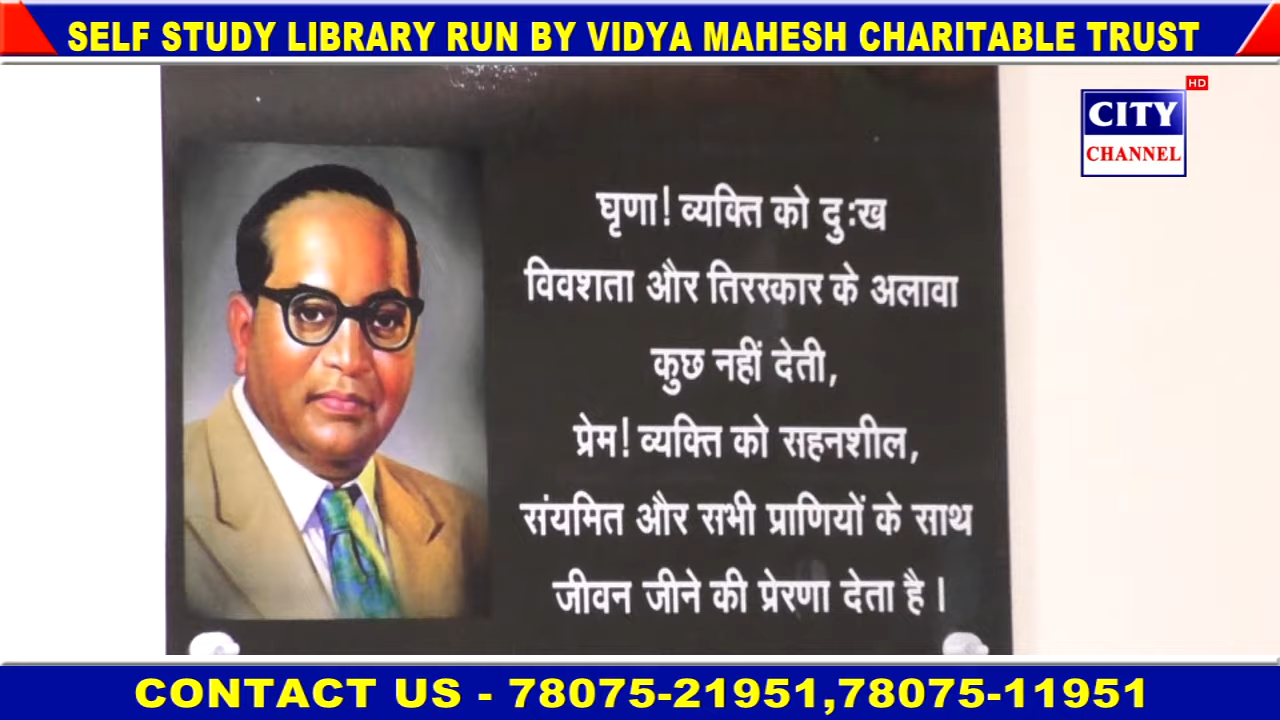 SELF STUDY LIBRARY RUN BY VIDYA MAHESH CHARITABLE TRUST
HD
CITY
CHANNEL
घृणा! व्यक्ति को दुःख
विवशता और तिररकार के अलावा
कुछ नहीं देती,
प्रेम! व्यक्ति को सहनशील,
संयमित और सभी प्राणियों के साथ
जीवन जीने की प्रेरणा देता है।
CONTACT US - 78075-21951,78075-11951